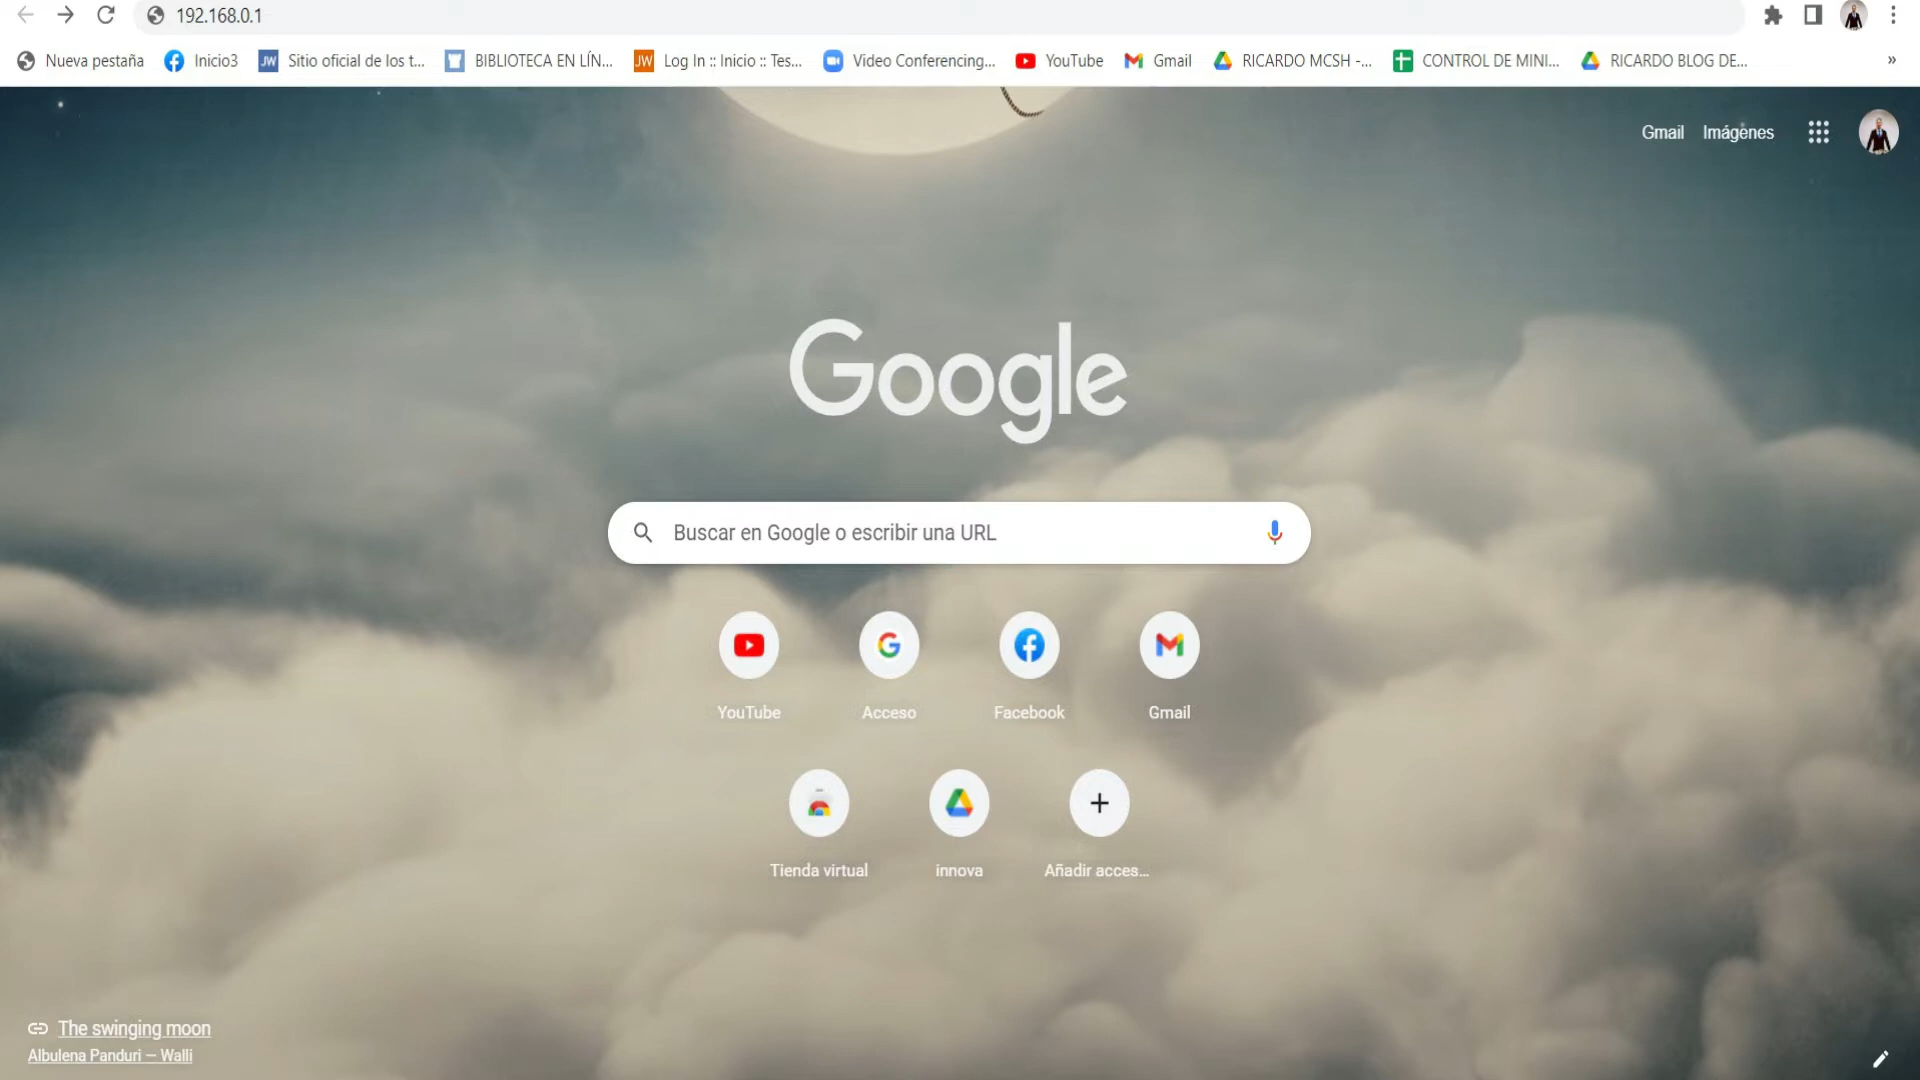 192.168.0.1
Nueva pestaña Inicio3 Sitio oficial de los t... BIBLIOTECA EN LÍN... Log In :: Inicio :: Tes... Video Conferencing... YouTube Gmail RICARDO MCSH -... CONTROL DE MINI... RICARDO BLOG DE... »
Gmail Imágenes
Google
Buscar en Google o escribir una URL
YouTube Acceso Facebook Gmail
Tienda virtual innova Añadir acces...
The swinging moon
Albulena Panduri — Walli